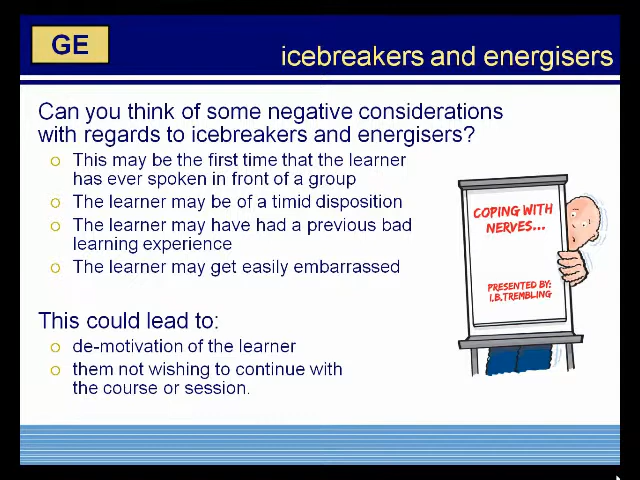 GE
icebreakers and energisers
Can you think of some negative considerations
with regards to icebreakers and energisers?
This may be the first time that the learner
has ever spoken in front of a group
The learner may be of a timid disposition
The learner may have had a previous bad
learning experience
The learner may get easily embarrassed
COPING WITH
NERVES...
PRESENTED BY:
I.B.TREMBLING
This could lead to:
de-motivation of the learner
them not wishing to continue with
the course or session.